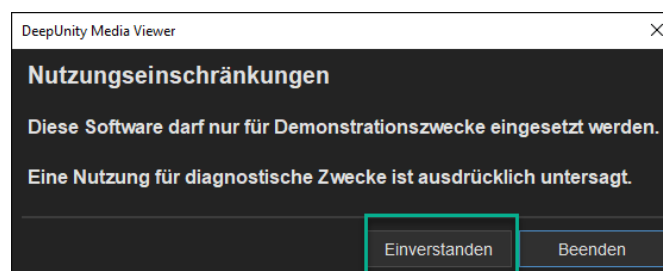 DeepUnity Media Viewer
Nutzungseinschränkungen
Diese Software darf nur für Demonstrationszwecke eingesetzt werden.
Eine Nutzung für diagnostische Zwecke ist ausdrücklich untersagt.
Einverstanden Beenden